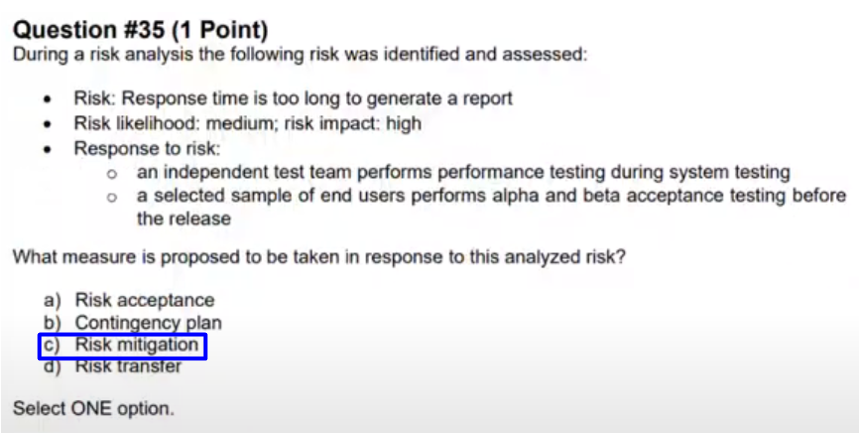 Question #35 (1 Point)
During a risk analysis the following risk was identified and assessed:
• Risk: Response time is too long to generate a report
• Risk likelihood: medium; risk impact: high
• Response to risk:
o an independent test team performs performance testing during system testing
o a selected sample of end users performs alpha and beta acceptance testing before
the release
What measure is proposed to be taken in response to this analyzed risk?
a) Risk acceptance
b) Contingency plan
c) Risk mitigation
d) Risk transfer
Select ONE option.